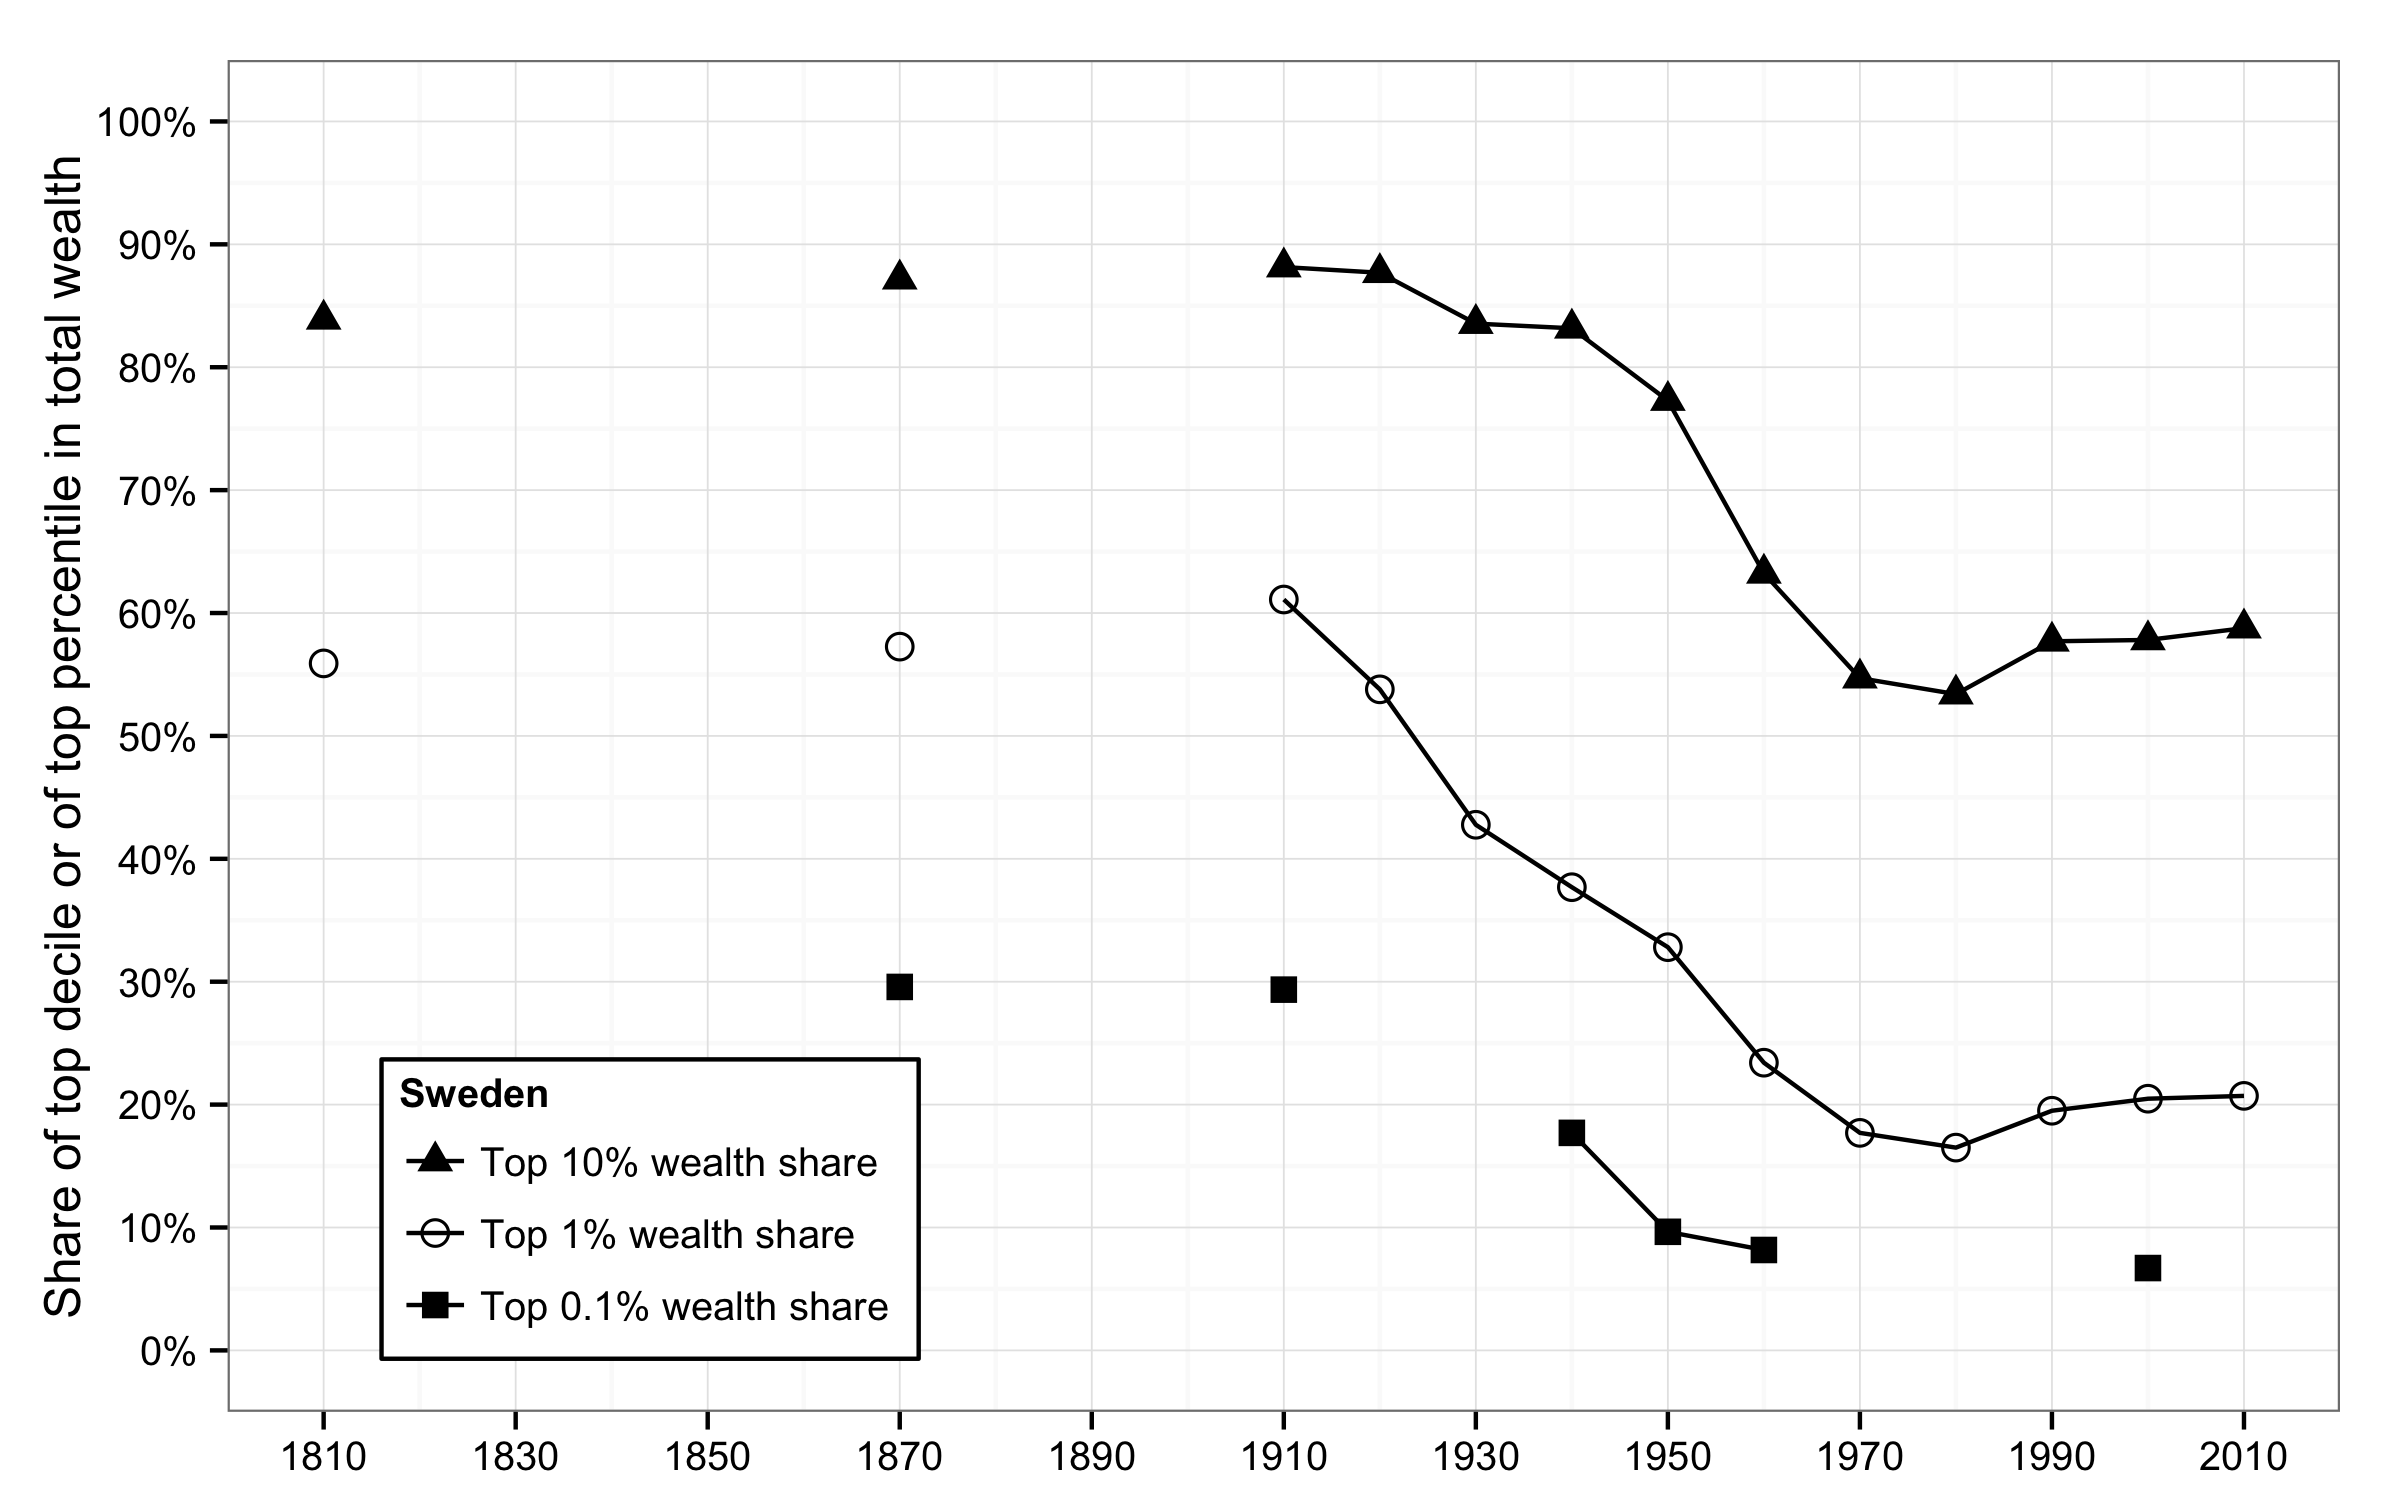 Share of top decile or of top percentile in total wealth
100%
90%
80%
70%
60%
50%
40%
30%
20%
10%
0%
Sweden
Top 10% wealth share
Top 1% wealth share
Top 0.1% wealth share
1810 1830 1850 1870 1890 1910 1930 1950 1970 1990 2010